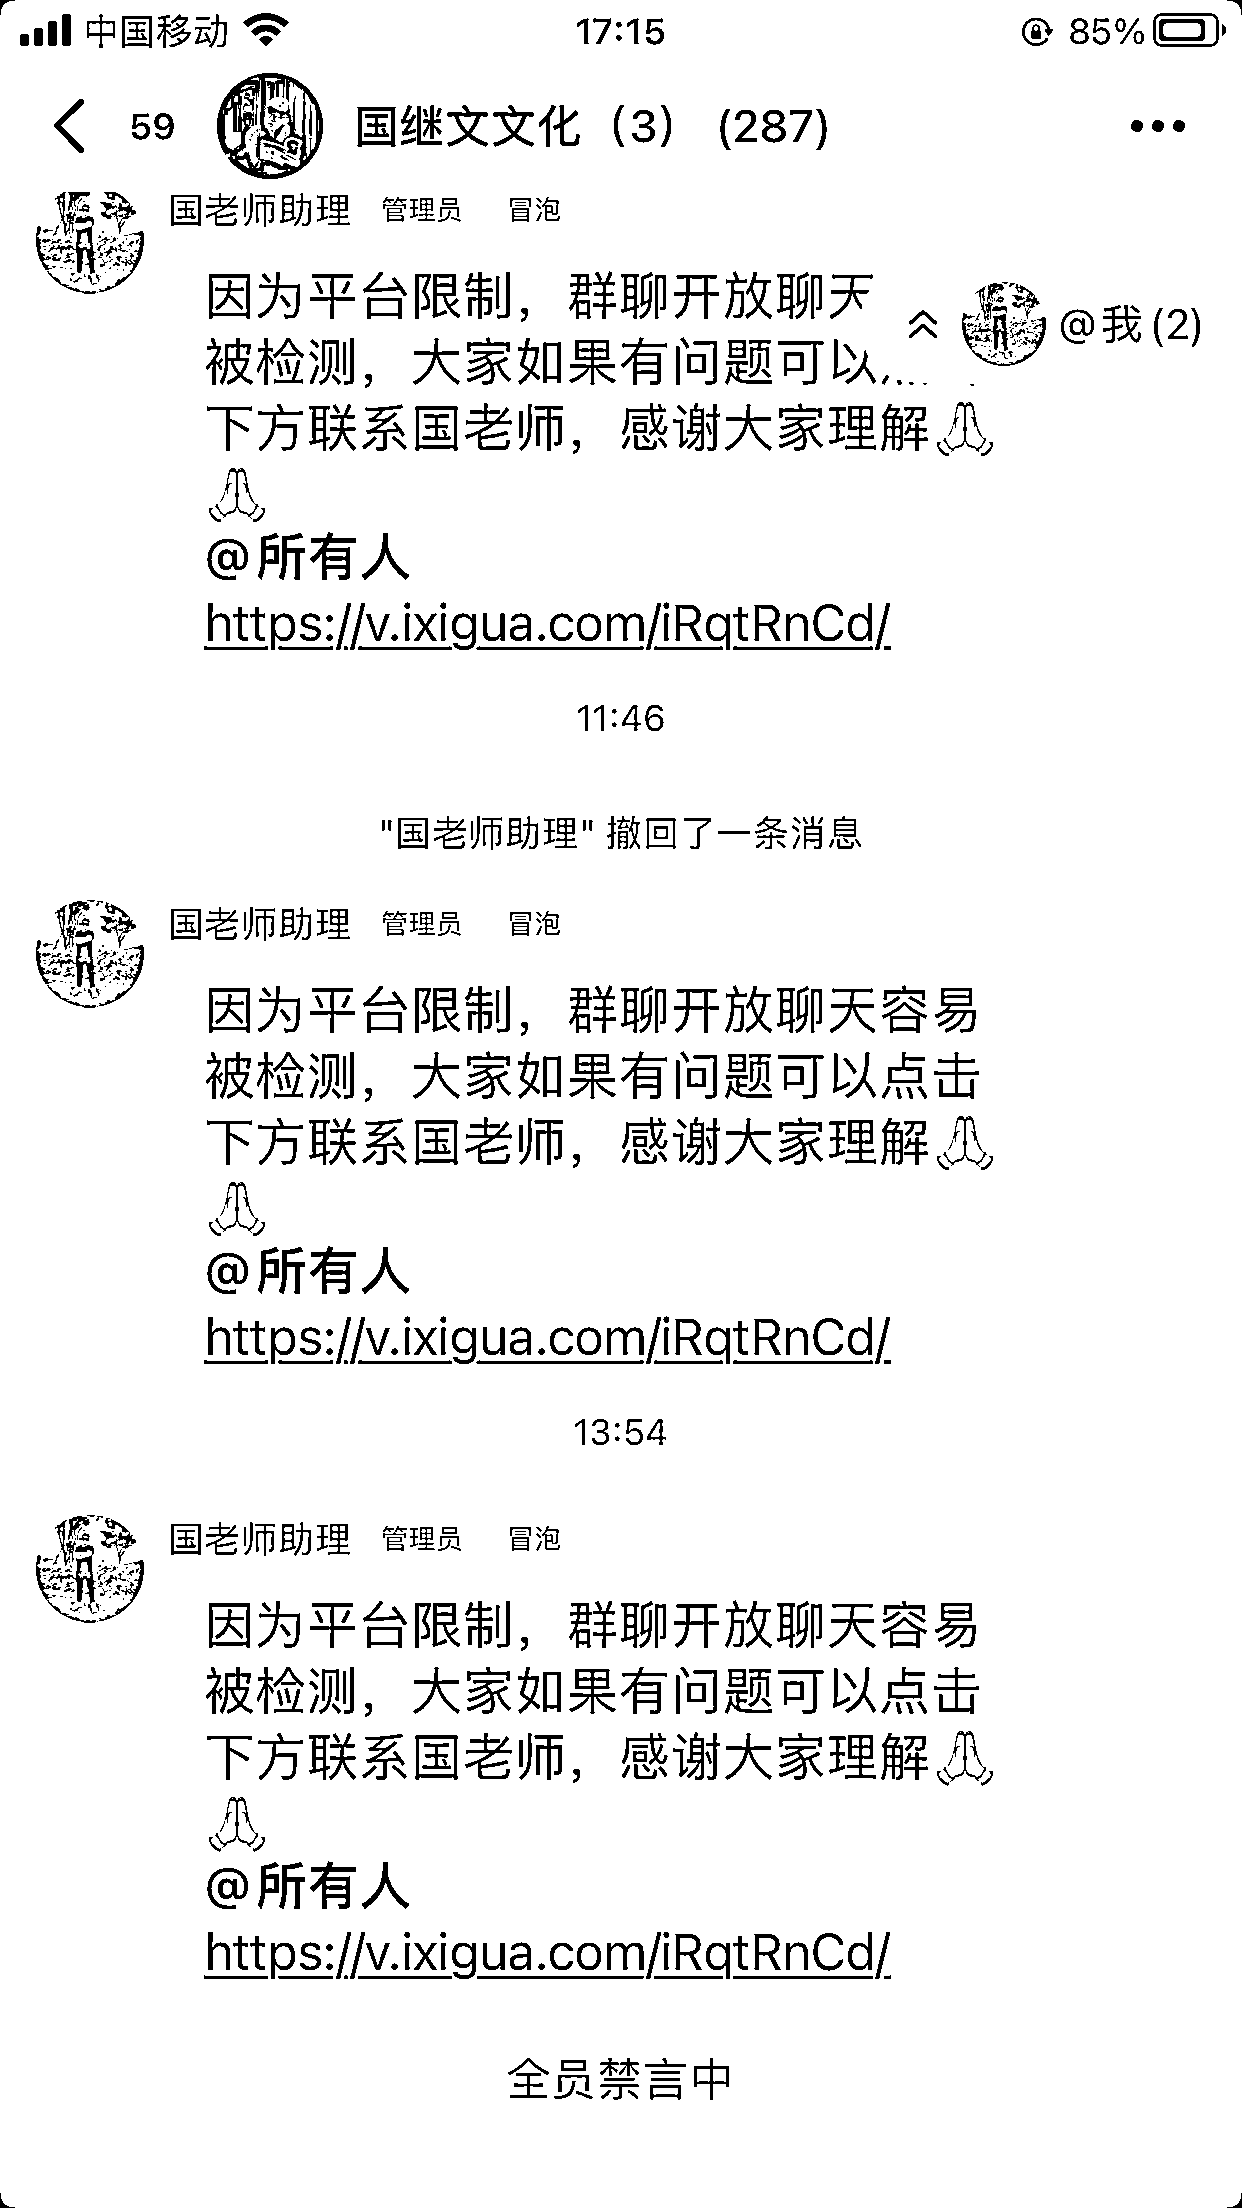 中国移动 17:15 85%
59 国继文文化（3） (287)
国老师助理 管理员 冒泡
因为平台限制，群聊开放聊天
@我(2)
被检测，大家如果有问题可以
下方联系国老师，感谢大家理解🙏
🙏
@所有人
https://v.ixigua.com/iRqtRnCd/
11:46
"国老师助理" 撤回了一条消息
国老师助理 管理员 冒泡
因为平台限制，群聊开放聊天容易
被检测，大家如果有问题可以点击
下方联系国老师，感谢大家理解🙏
🙏
@所有人
https://v.ixigua.com/iRqtRnCd/
13:54
国老师助理 管理员 冒泡
因为平台限制，群聊开放聊天容易
被检测，大家如果有问题可以点击
下方联系国老师，感谢大家理解🙏
🙏
@所有人
https://v.ixigua.com/iRqtRnCd/
全员禁言中